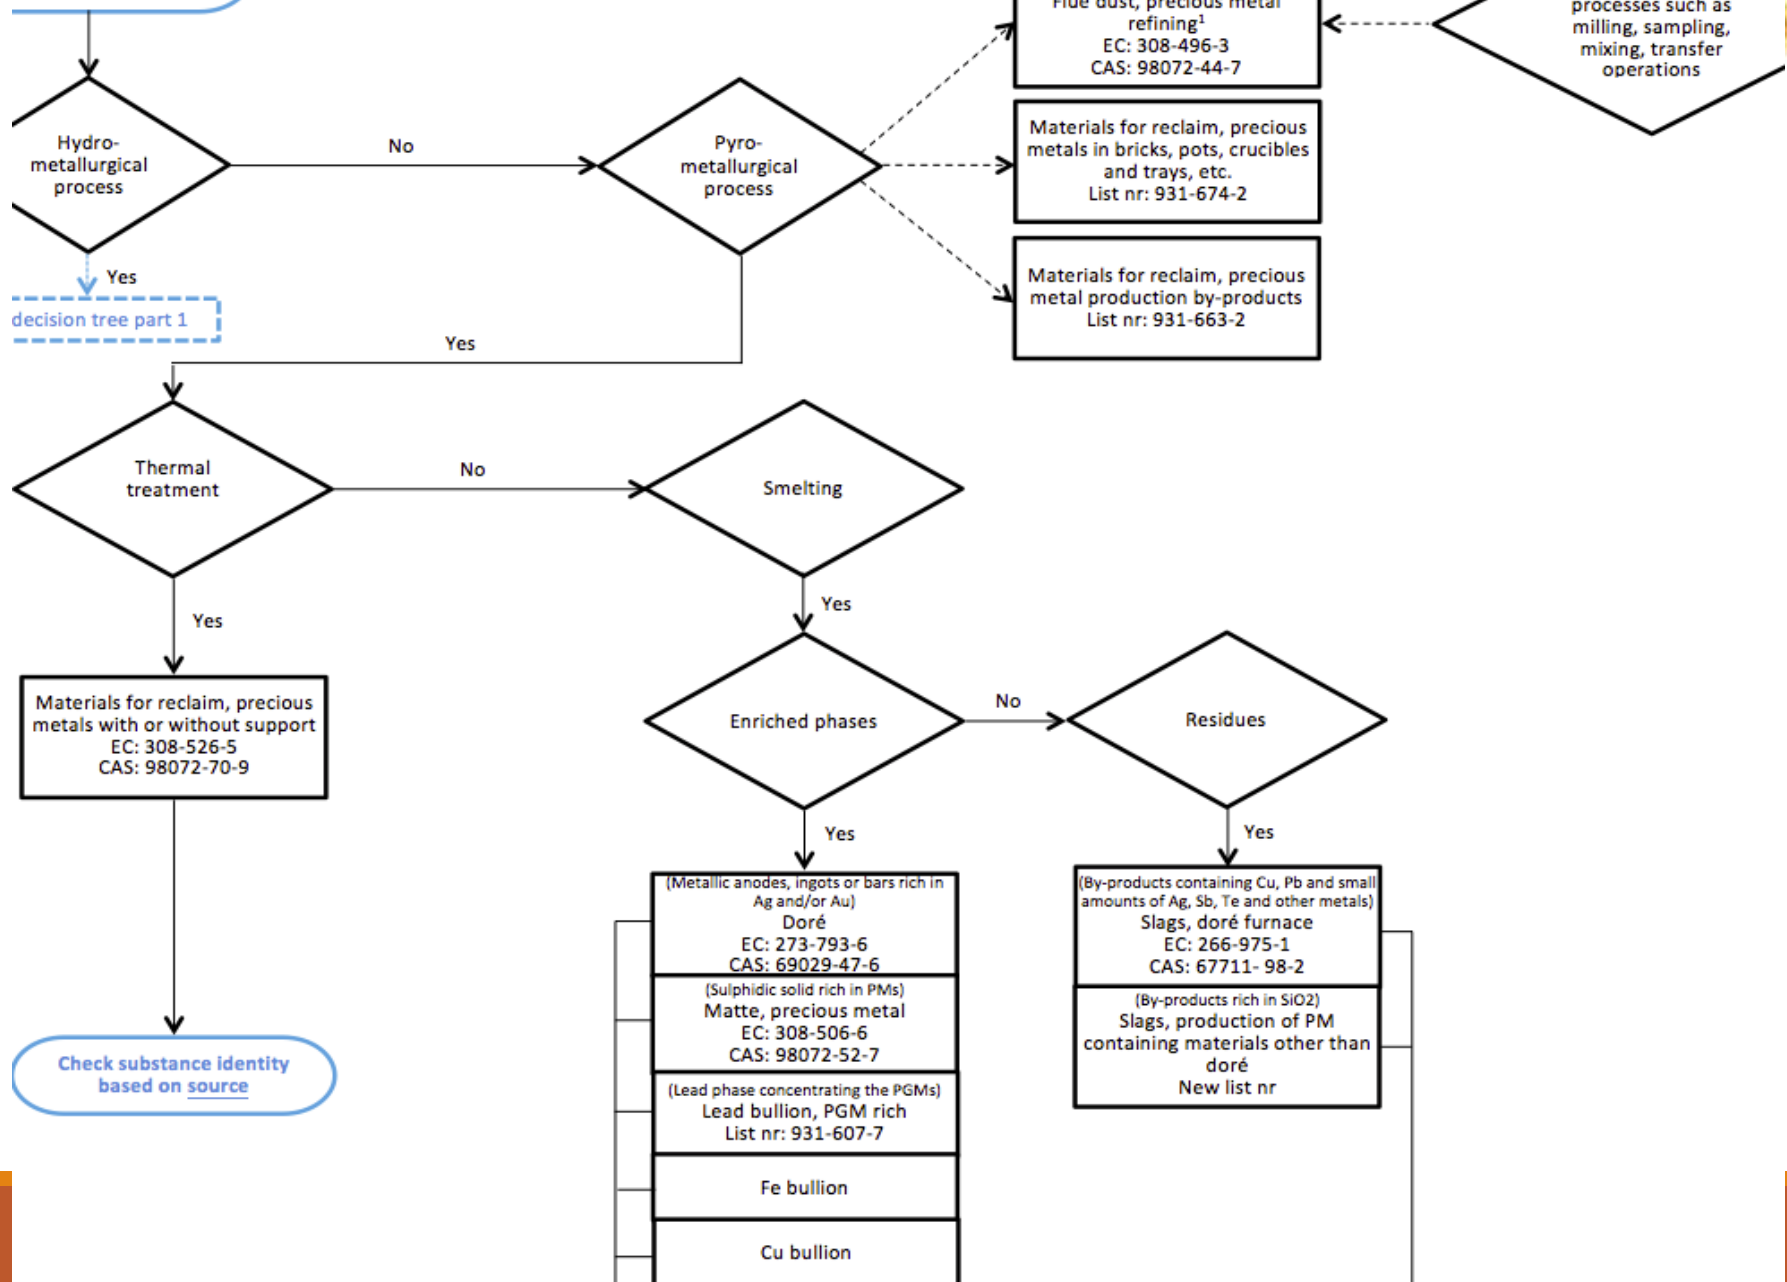 Flue dust, precious metal
refining¹
EC: 308-496-3
CAS: 98072-44-7
processes such as
milling, sampling,
mixing, transfer
operations
Hydro-
metallurgical
process
No
Pyro-
metallurgical
process
Materials for reclaim, precious
metals in bricks, pots, crucibles
and trays, etc.
List nr: 931-674-2
Yes
decision tree part 1
Materials for reclaim, precious
metal production by-products
List nr: 931-663-2
Yes
Thermal
treatment
No
Smelting
Yes
Yes
Materials for reclaim, precious
metals with or without support
EC: 308-526-5
CAS: 98072-70-9
Enriched phases
No
Residues
Yes
Yes
(Metallic anodes, ingots or bars rich in
Ag and/or Au)
Doré
EC: 273-793-6
CAS: 69029-47-6
(Sulphidic solid rich in PMs)
Matte, precious metal
EC: 308-506-6
CAS: 98072-52-7
(Lead phase concentrating the PGMs)
Lead bullion, PGM rich
List nr: 931-607-7
Fe bullion
Cu bullion
(By-products containing Cu, Pb and small
amounts of Ag, Sb, Te and other metals)
Slags, doré furnace
EC: 266-975-1
CAS: 67711- 98-2
(By-products rich in SiO2)
Slags, production of PM
containing materials other than
doré
New list nr
Check substance identity
based on source